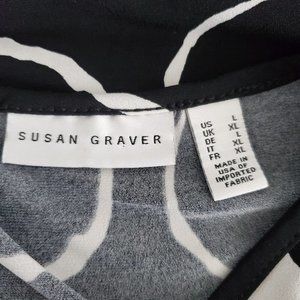 SUSAN GRAVER
US L
UK XL
DE L
IT XL
FR XL
MADE IN
USA OF
IMPORTED
FABRIC